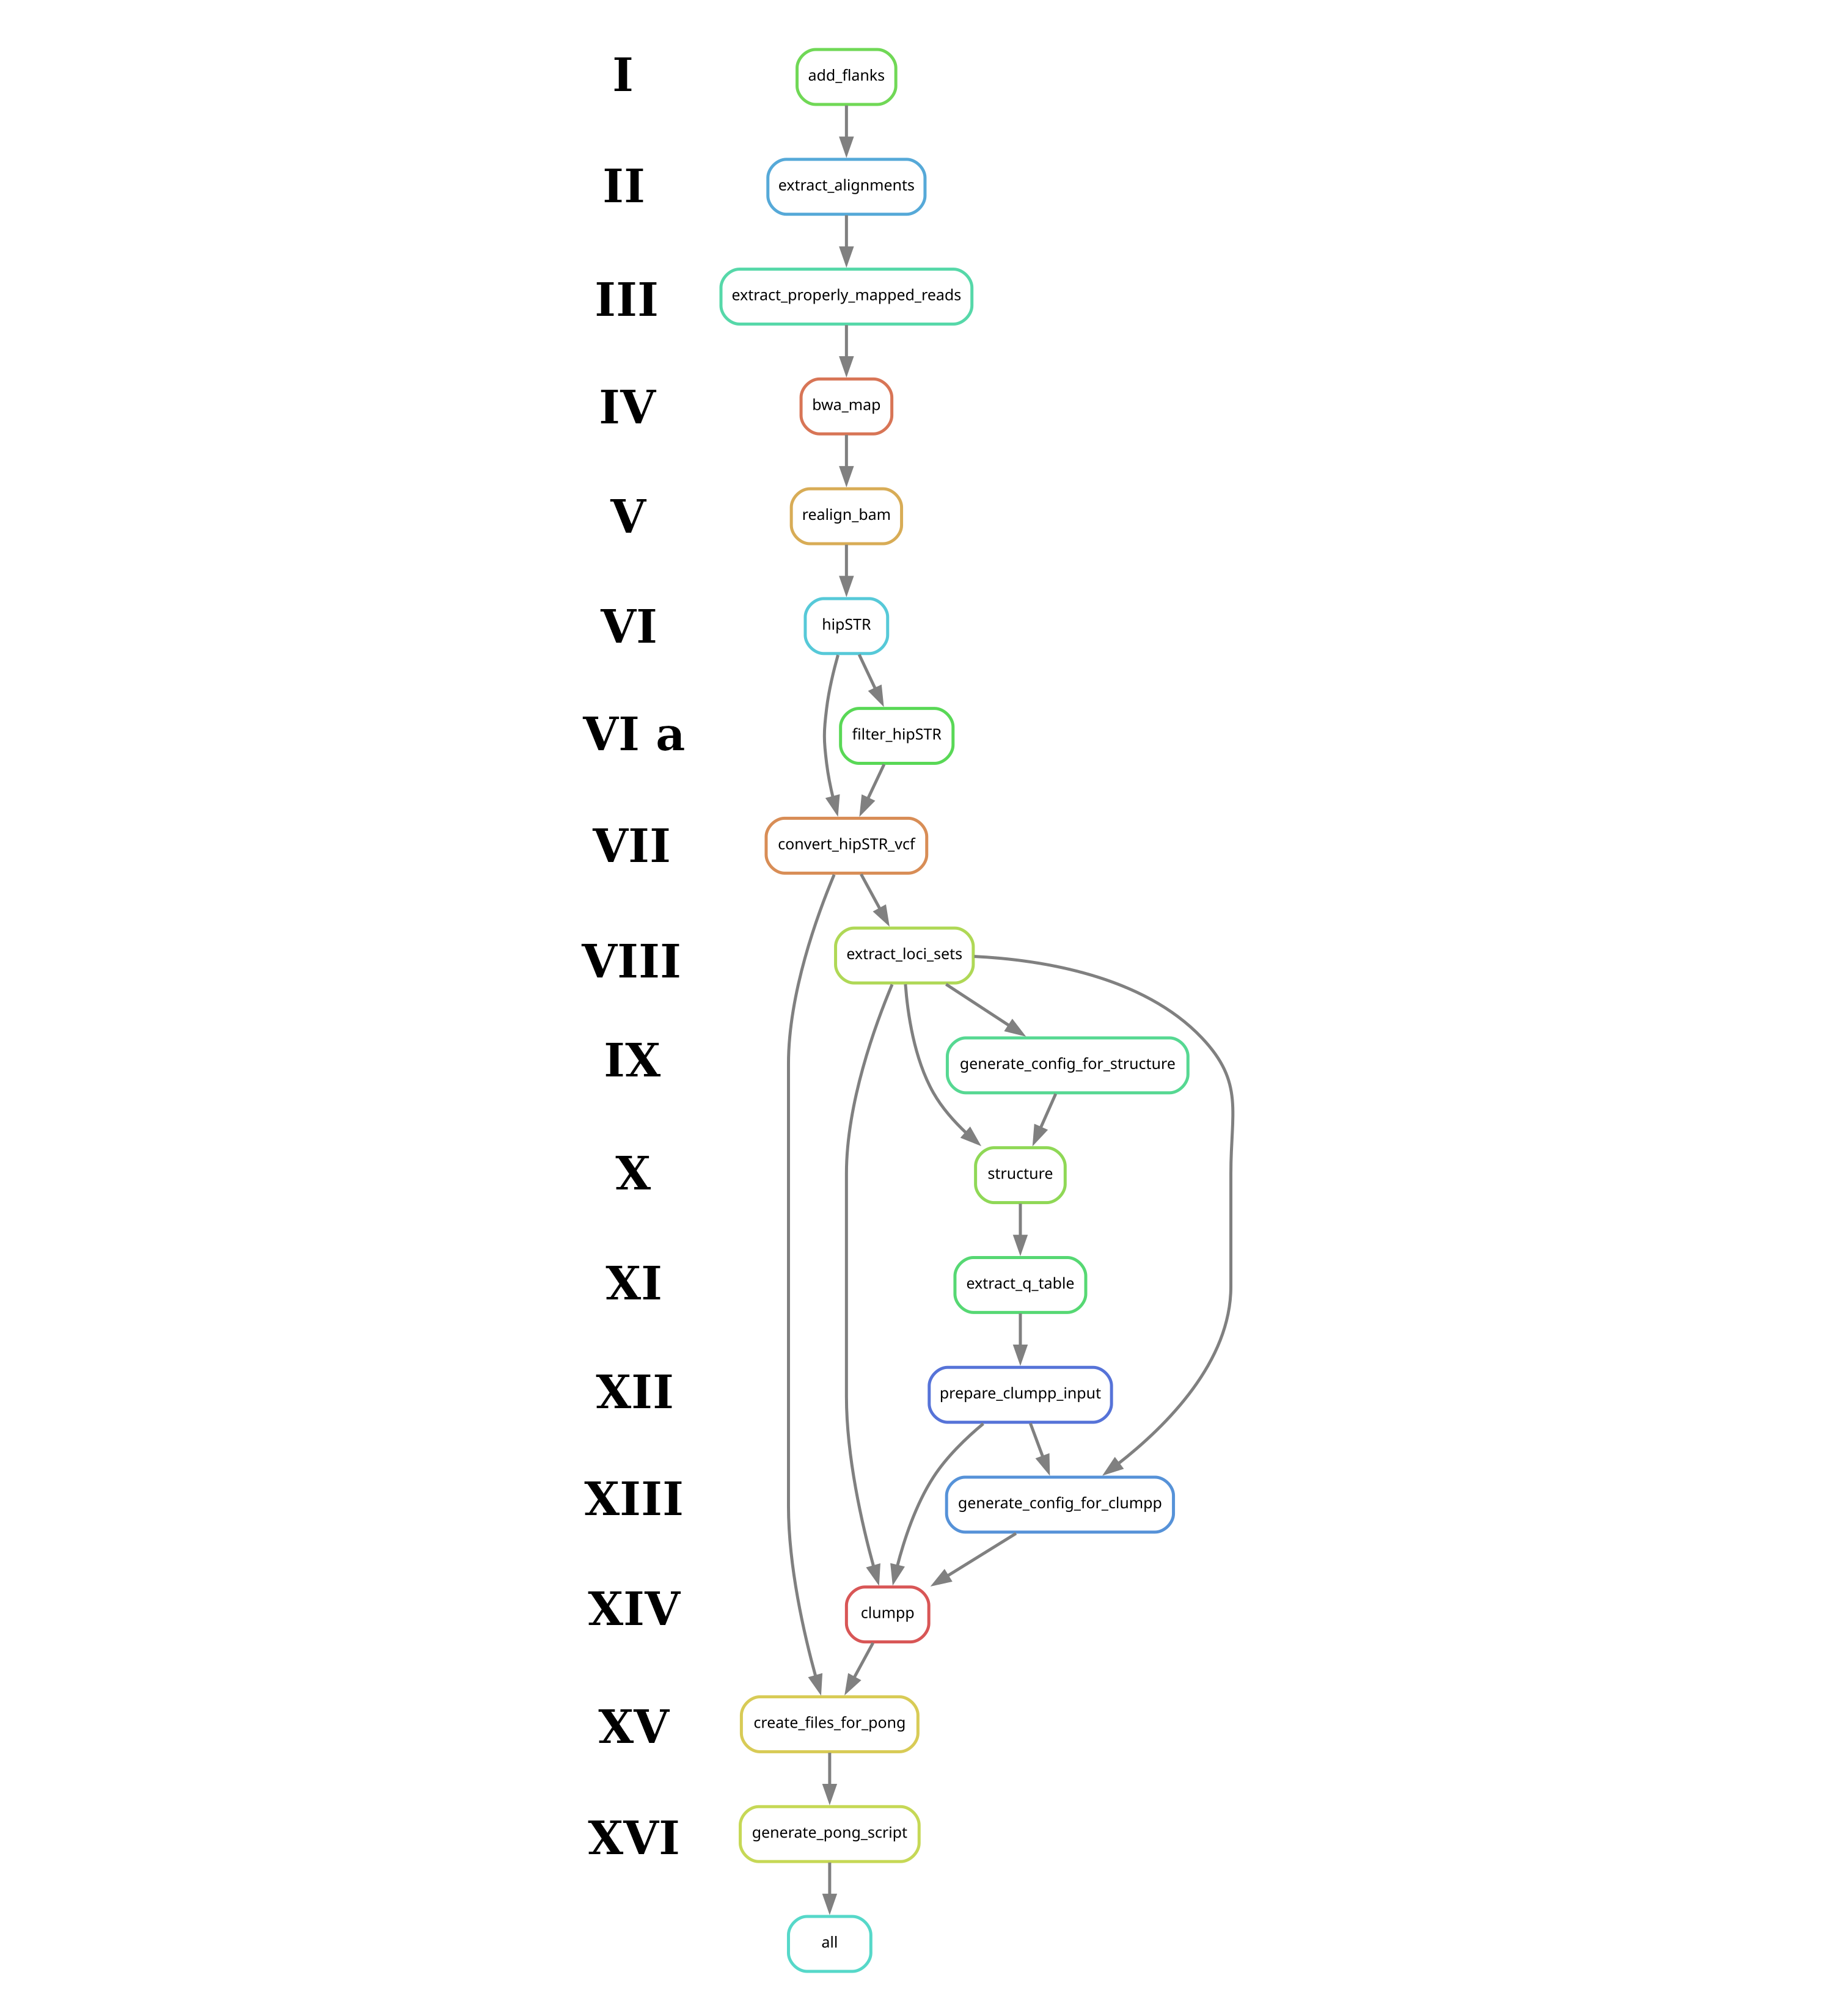 I
add_flanks
II
extract_alignments
III
extract_properly_mapped_reads
IV
bwa_map
V
realign_bam
VI
hipSTR
VI a
filter_hipSTR
VII
convert_hipSTR_vcf
VIII
extract_loci_sets
IX
generate_config_for_structure
X
structure
XI
extract_q_table
XII
prepare_clumpp_input
XIII
generate_config_for_clumpp
XIV
clumpp
XV
create_files_for_pong
XVI
generate_pong_script
all